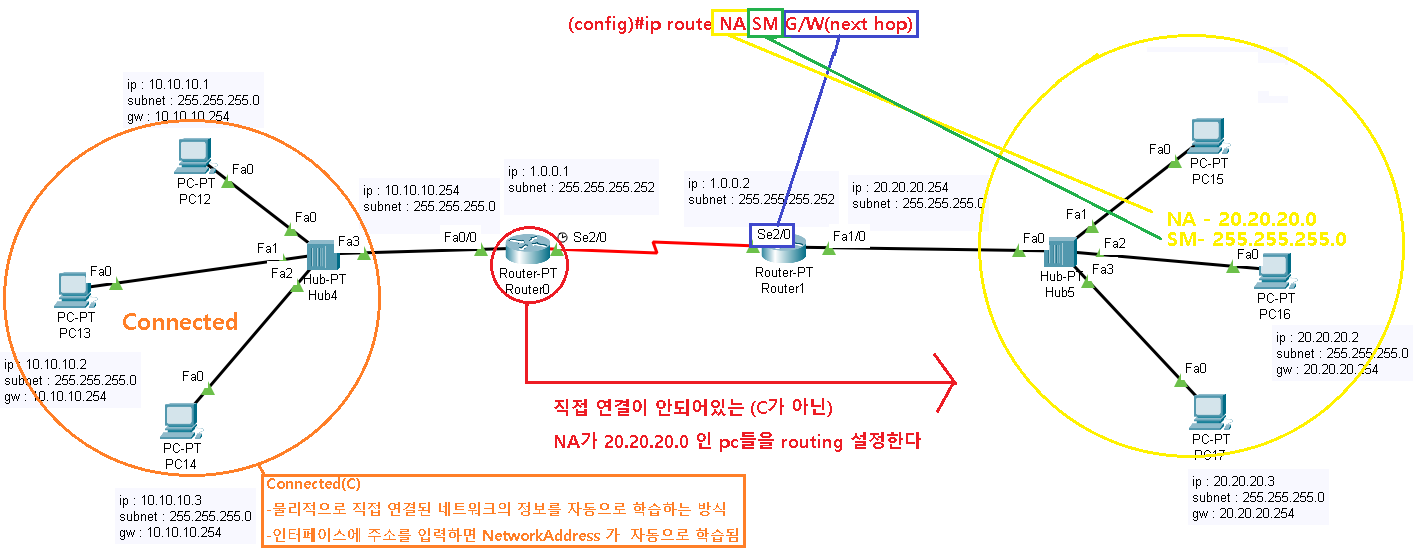 (config)#ip route NA SM G/W(next hop)
ip : 10.10.10.1
subnet : 255.255.255.0
gw : 10.10.10.254
Fa0
PC-PT
PC12
Fa0
Fa1
Fa2
Fa3
Hub-PT
Hub4
Fa0
PC-PT
PC13
Connected
ip : 10.10.10.2
subnet : 255.255.255.0
gw : 10.10.10.254
Fa0
PC-PT
PC14
ip : 10.10.10.3
subnet : 255.255.255.0
gw : 10.10.10.254
ip : 10.10.10.254
subnet : 255.255.255.0
ip : 1.0.0.1
subnet : 255.255.255.252
Fa0/0
Se2/0
Router-PT
Router0
ip : 1.0.0.2
subnet : 255.255.255.252
ip : 20.20.20.254
subnet : 255.255.255.0
Se2/0
Fa1/0
Router-PT
Router1
Fa0
Fa1
Fa2
Fa3
Hub-PT
Hub5
Fa0
PC-PT
PC15
NA - 20.20.20.0
SM- 255.255.255.0
Fa0
PC-PT
PC16
ip : 20.20.20.2
subnet : 255.255.255.0
gw : 20.20.20.254
Fa0
PC-PT
PC17
ip : 20.20.20.3
subnet : 255.255.255.0
gw : 20.20.20.254
직접 연결이 안되어있는 (C가 아닌)
NA가 20.20.20.0 인 pc들을 routing 설정한다
Connected(C)
-물리적으로 직접 연결된 네트워크의 정보를 자동으로 학습하는 방식
-인터페이스에 주소를 입력하면 NetworkAddress 가 자동으로 학습됨